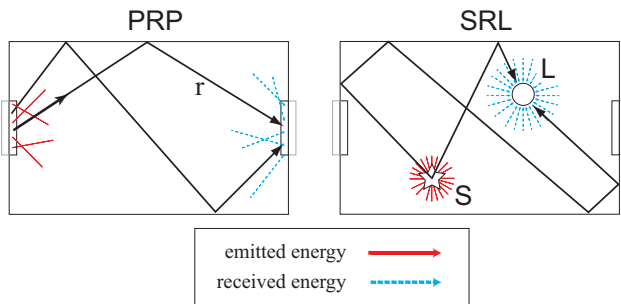 PRP
SRL
r
L
S
emitted energy
received energy